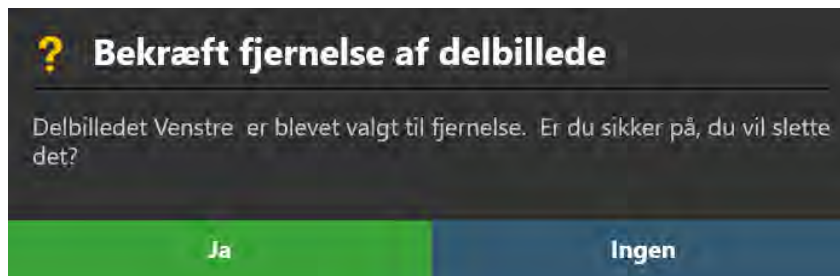 ? Bekræft fjernelse af delbillede
Delbilledet Venstre  er blevet valgt til fjernelse.  Er du sikker på, du vil slette
det?
Ja
Ingen